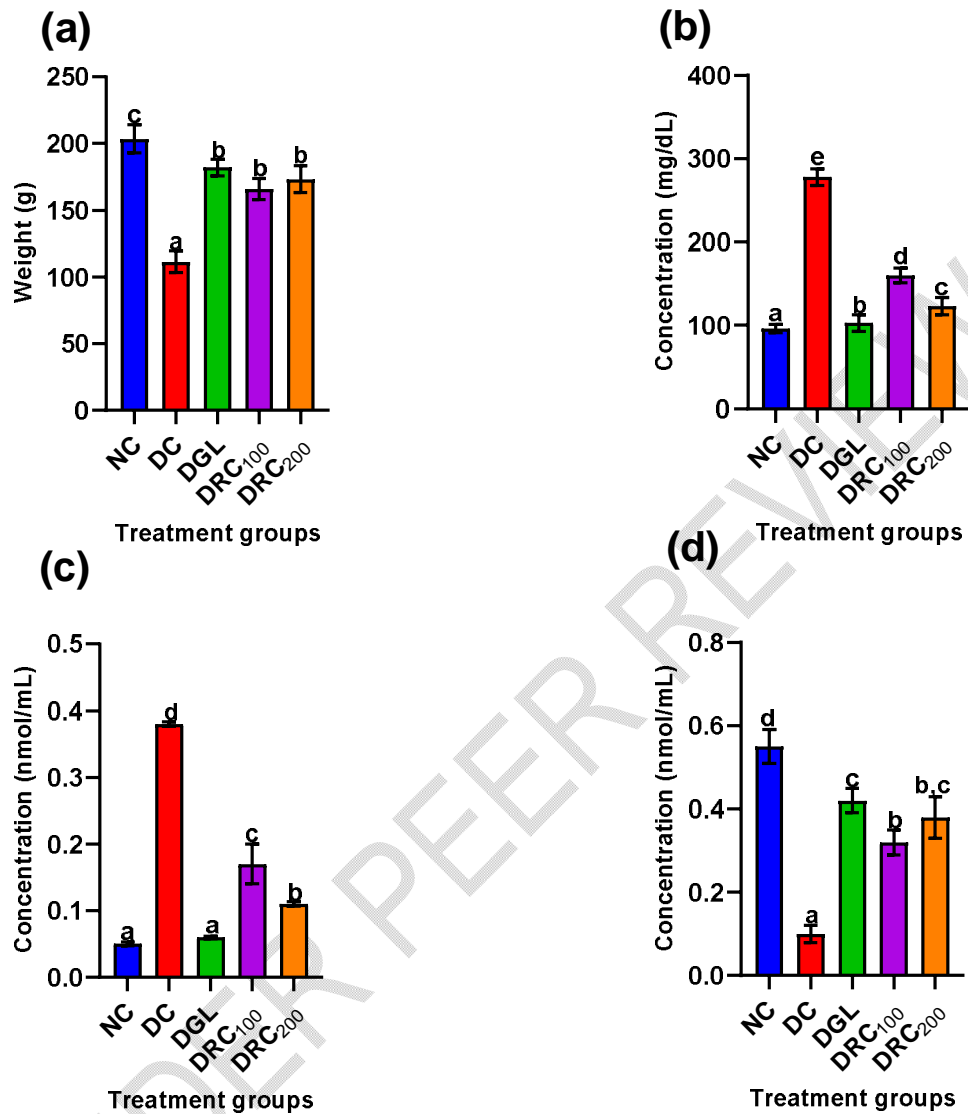 (a)
250
200
150
100
50
0
Weight (g)
c
a
b
b
b
NC
DC
DGL
DRC₁₀₀
DRC₂₀₀
Treatment groups
(b)
400
300
200
100
0
Concentration (mg/dL)
a
e
b
d
c
NC
DC
DGL
DRC₁₀₀
DRC₂₀₀
Treatment groups
(c)
0.5
0.4
0.3
0.2
0.1
0.0
Concentration (nmol/mL)
a
d
a
c
b
NC
DC
DGL
DRC₁₀₀
DRC₂₀₀
Treatment groups
(d)
0.8
0.6
0.4
0.2
0.0
Concentration (nmol/mL)
d
a
c
b
b,c
NC
DC
DGL
DRC₁₀₀
DRC₂₀₀
Treatment groups
DER PEER REVIEW